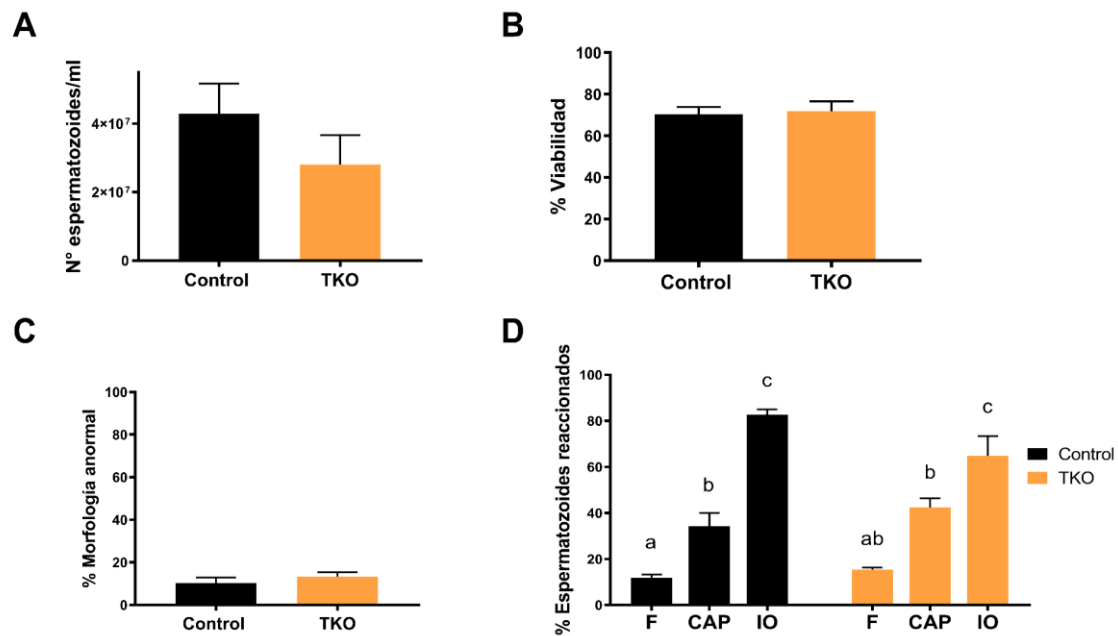 A
N° espermatozoides/ml
4×10⁷
2×10⁷
0
Control
TKO
B
% Viabilidad
100
80
60
40
20
0
Control
TKO
C
% Morfología anormal
100
80
60
40
20
0
Control
TKO
D
% Espermatozoides reaccionados
100
80
60
40
20
0
a
b
c
ab
b
c
F CAP IO F CAP IO
Control
TKO